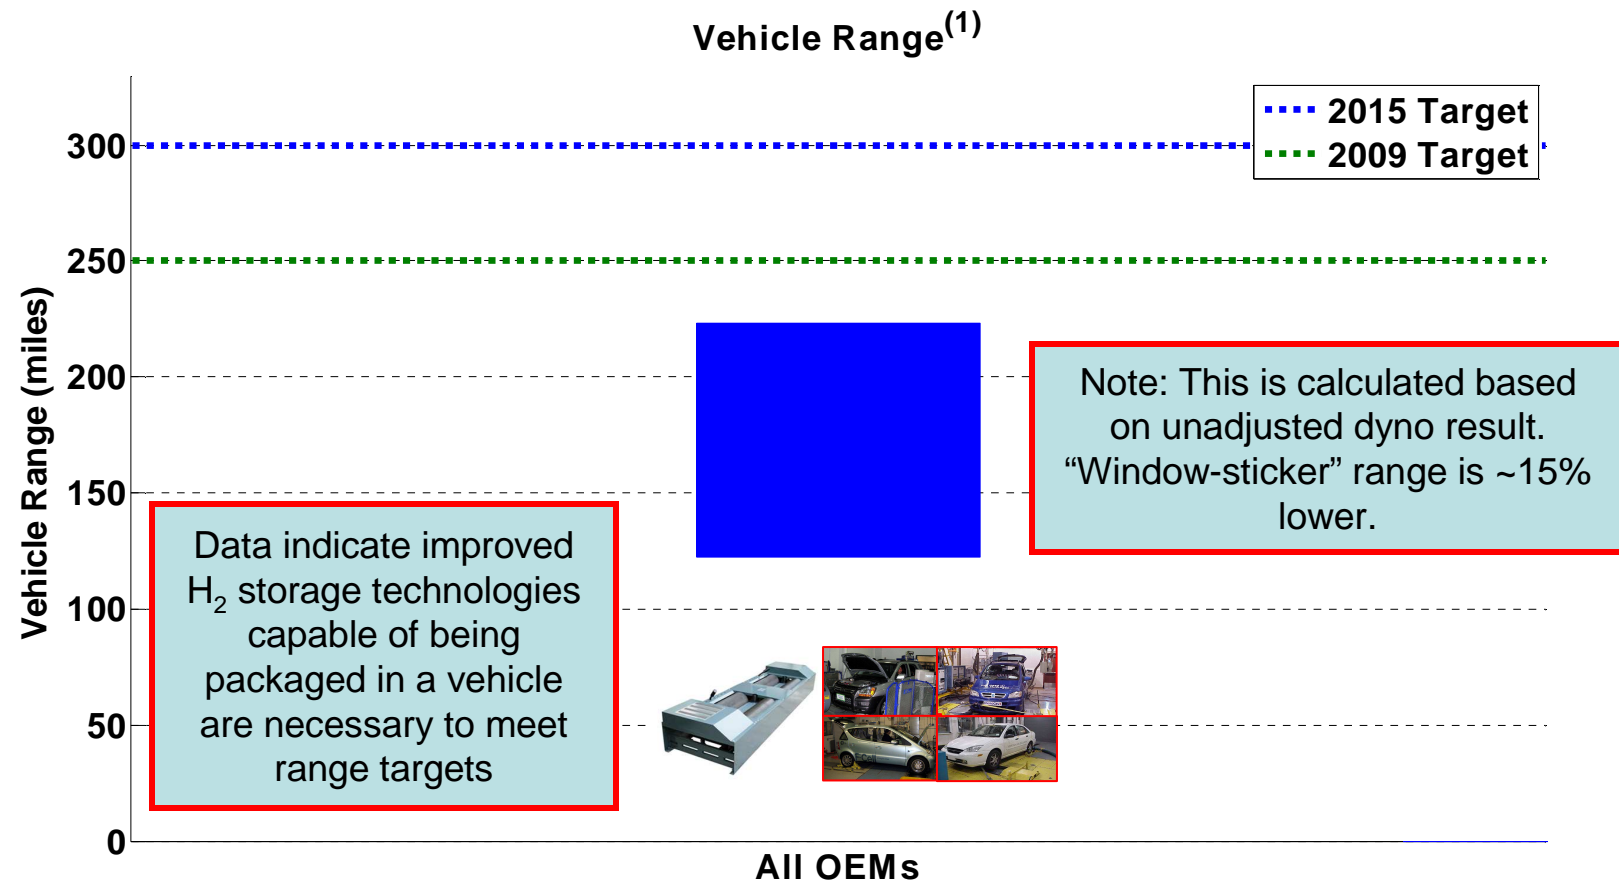 Vehicle Range(1)
2015 Target
2009 Target
Vehicle Range (miles)
300
250
200
150
100
50
0
Note: This is calculated based
on unadjusted dyno result.
“Window-sticker” range is ~15%
lower.
Data indicate improved
H2 storage technologies
capable of being
packaged in a vehicle
are necessary to meet
range targets
All OEMs